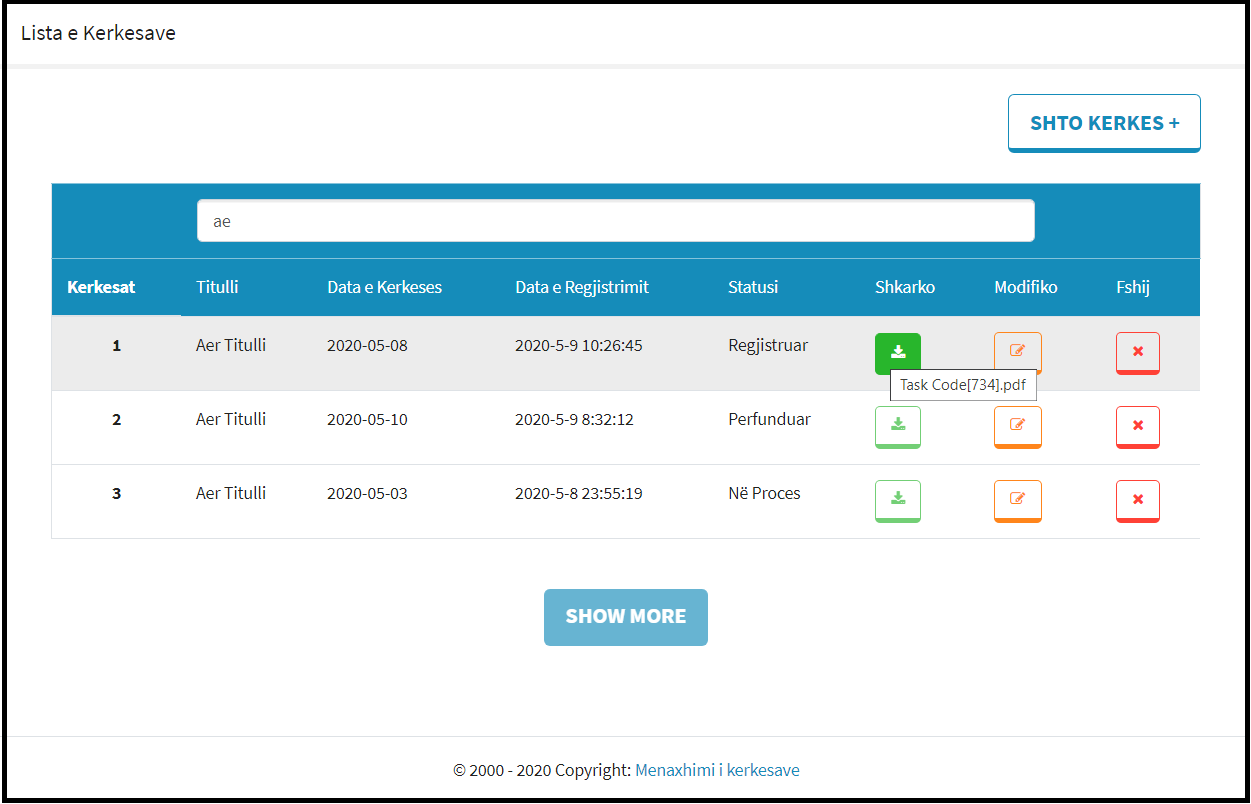 Lista e Kerkesave
SHTO KERKES +
ae
Kerkesat Titulli Data e Kerkeses Data e Regjistrimit Statusi Shkarko Modifiko Fshij
1 Aer Titulli 2020-05-08 2020-5-9 10:26:45 Regjistruar
Task Code[734].pdf
2 Aer Titulli 2020-05-10 2020-5-9 8:32:12 Perfunduar
3 Aer Titulli 2020-05-03 2020-5-8 23:55:19 Në Proces
SHOW MORE
© 2000 - 2020 Copyright: Menaxhimi i kerkesave